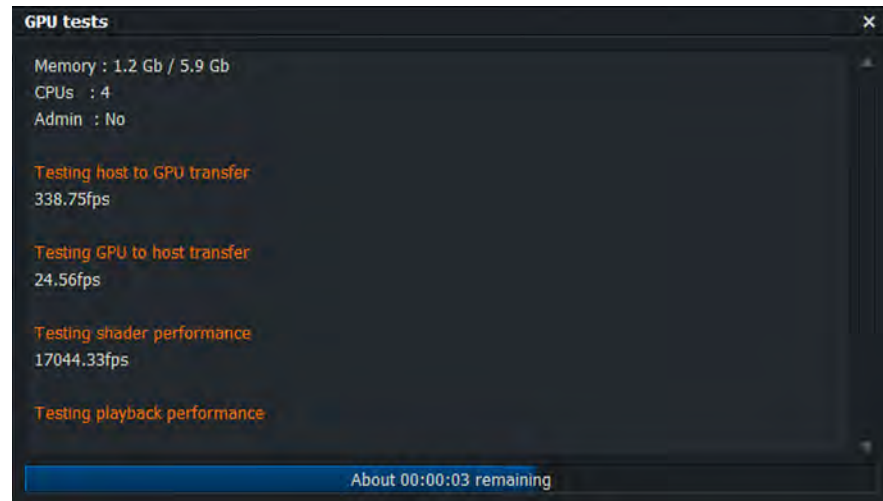 GPU tests
Memory : 1.2 Gb / 5.9 Gb
CPUs : 4
Admin : No
Testing host to GPU transfer
338.75fps
Testing GPU to host transfer
24.56fps
Testing shader performance
17044.33fps
Testing playback performance
About 00:00:03 remaining